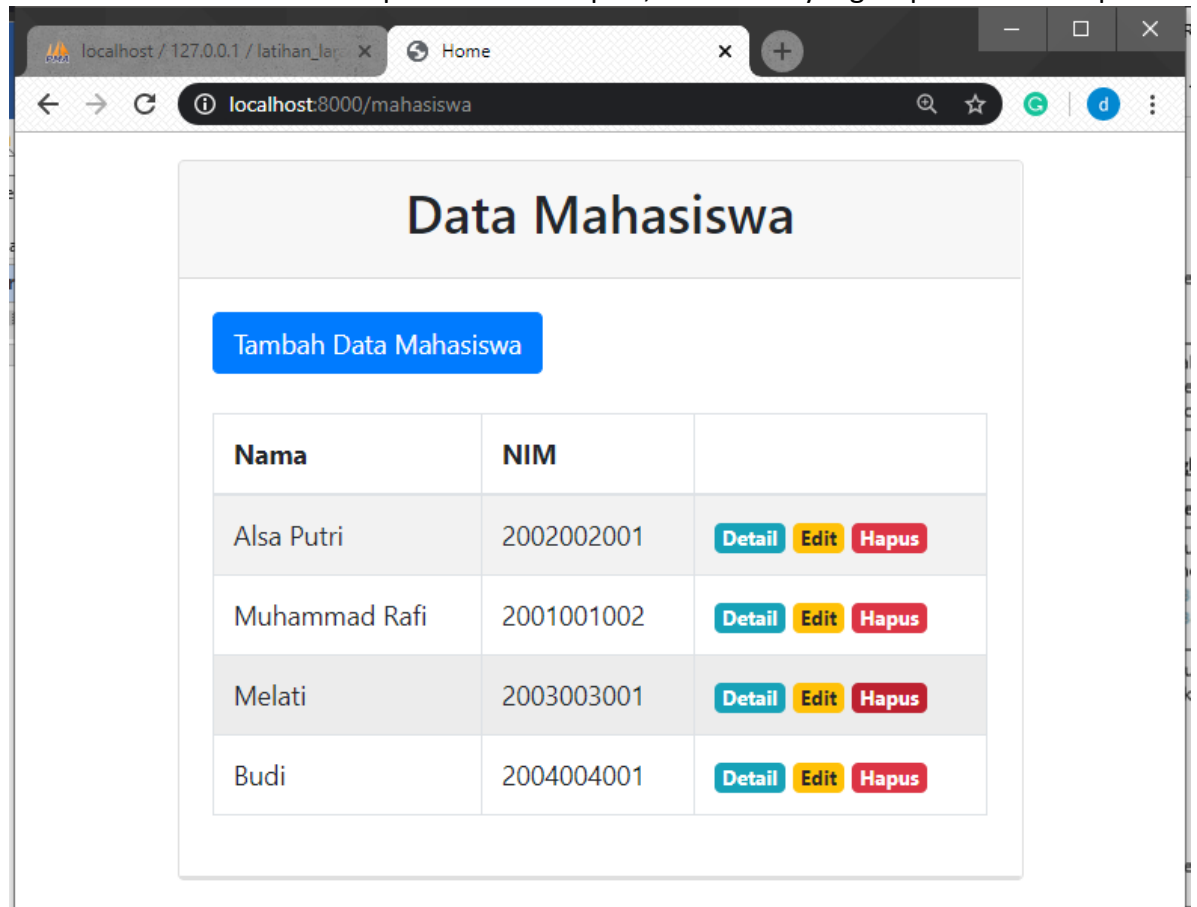 localhost / 127.0.0.1 / latihan_lar
Home
localhost:8000/mahasiswa
d
Data Mahasiswa
Tambah Data Mahasiswa
Nama NIM
Alsa Putri 2002002001 Detail Edit Hapus
Muhammad Rafi 2001001002 Detail Edit Hapus
Melati 2003003001 Detail Edit Hapus
Budi 2004004001 Detail Edit Hapus